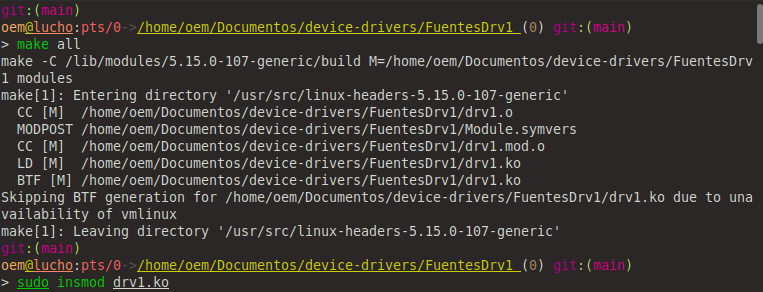 git:(main)
oem@lucho:pts/0->/home/oem/Documentos/device-drivers/FuentesDrv1 (0) git:(main)
> make all
make -C /lib/modules/5.15.0-107-generic/build M=/home/oem/Documentos/device-drivers/FuentesDrv
1 modules
make[1]: Entering directory '/usr/src/linux-headers-5.15.0-107-generic'
  CC [M]  /home/oem/Documentos/device-drivers/FuentesDrv1/drv1.o
  MODPOST /home/oem/Documentos/device-drivers/FuentesDrv1/Module.symvers
  CC [M]  /home/oem/Documentos/device-drivers/FuentesDrv1/drv1.mod.o
  LD [M]  /home/oem/Documentos/device-drivers/FuentesDrv1/drv1.ko
  BTF [M] /home/oem/Documentos/device-drivers/FuentesDrv1/drv1.ko
Skipping BTF generation for /home/oem/Documentos/device-drivers/FuentesDrv1/drv1.ko due to una
vailability of vmlinux
make[1]: Leaving directory '/usr/src/linux-headers-5.15.0-107-generic'
git:(main)
oem@lucho:pts/0->/home/oem/Documentos/device-drivers/FuentesDrv1 (0) git:(main)
> sudo insmod drv1.ko